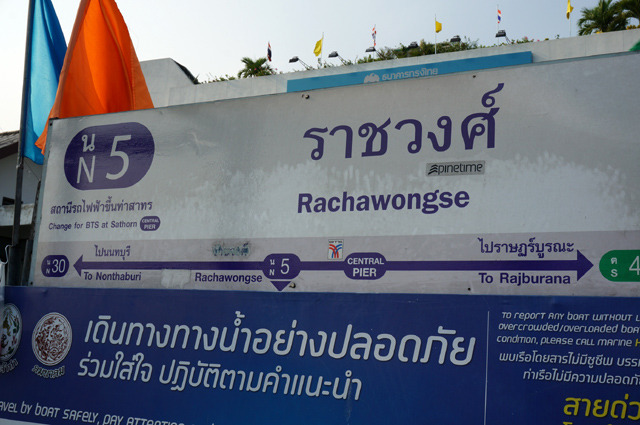 ธนาคารกรุงไทย
น
N 5
ราชวงศ์
pinetime
Rachawongse
สถานีรถไฟฟ้าขึ้นท่าสาทร
Change for BTS at Sathorn CENTRAL PIER
ไปนนทบุรี
ไปราษฎร์บูรณะ
น
N 30
To Nonthaburi
Rachawongse
น
N 5
CENTRAL
PIER
To Rajburana
ต
S 4
เดินทางทางน้ำอย่างปลอดภัย
ร่วมใส่ใจ ปฏิบัติตามคำแนะนำ
TO REPORT ANY BOAT WITHOUT
overcrowded/overloaded boat
condition, please call marine
พบเรือโดยสารไม่มีชูชีพ
ท่าเรือไม่มีความปลอดภัย
สายด่ว
travel by boat safely, pay attention